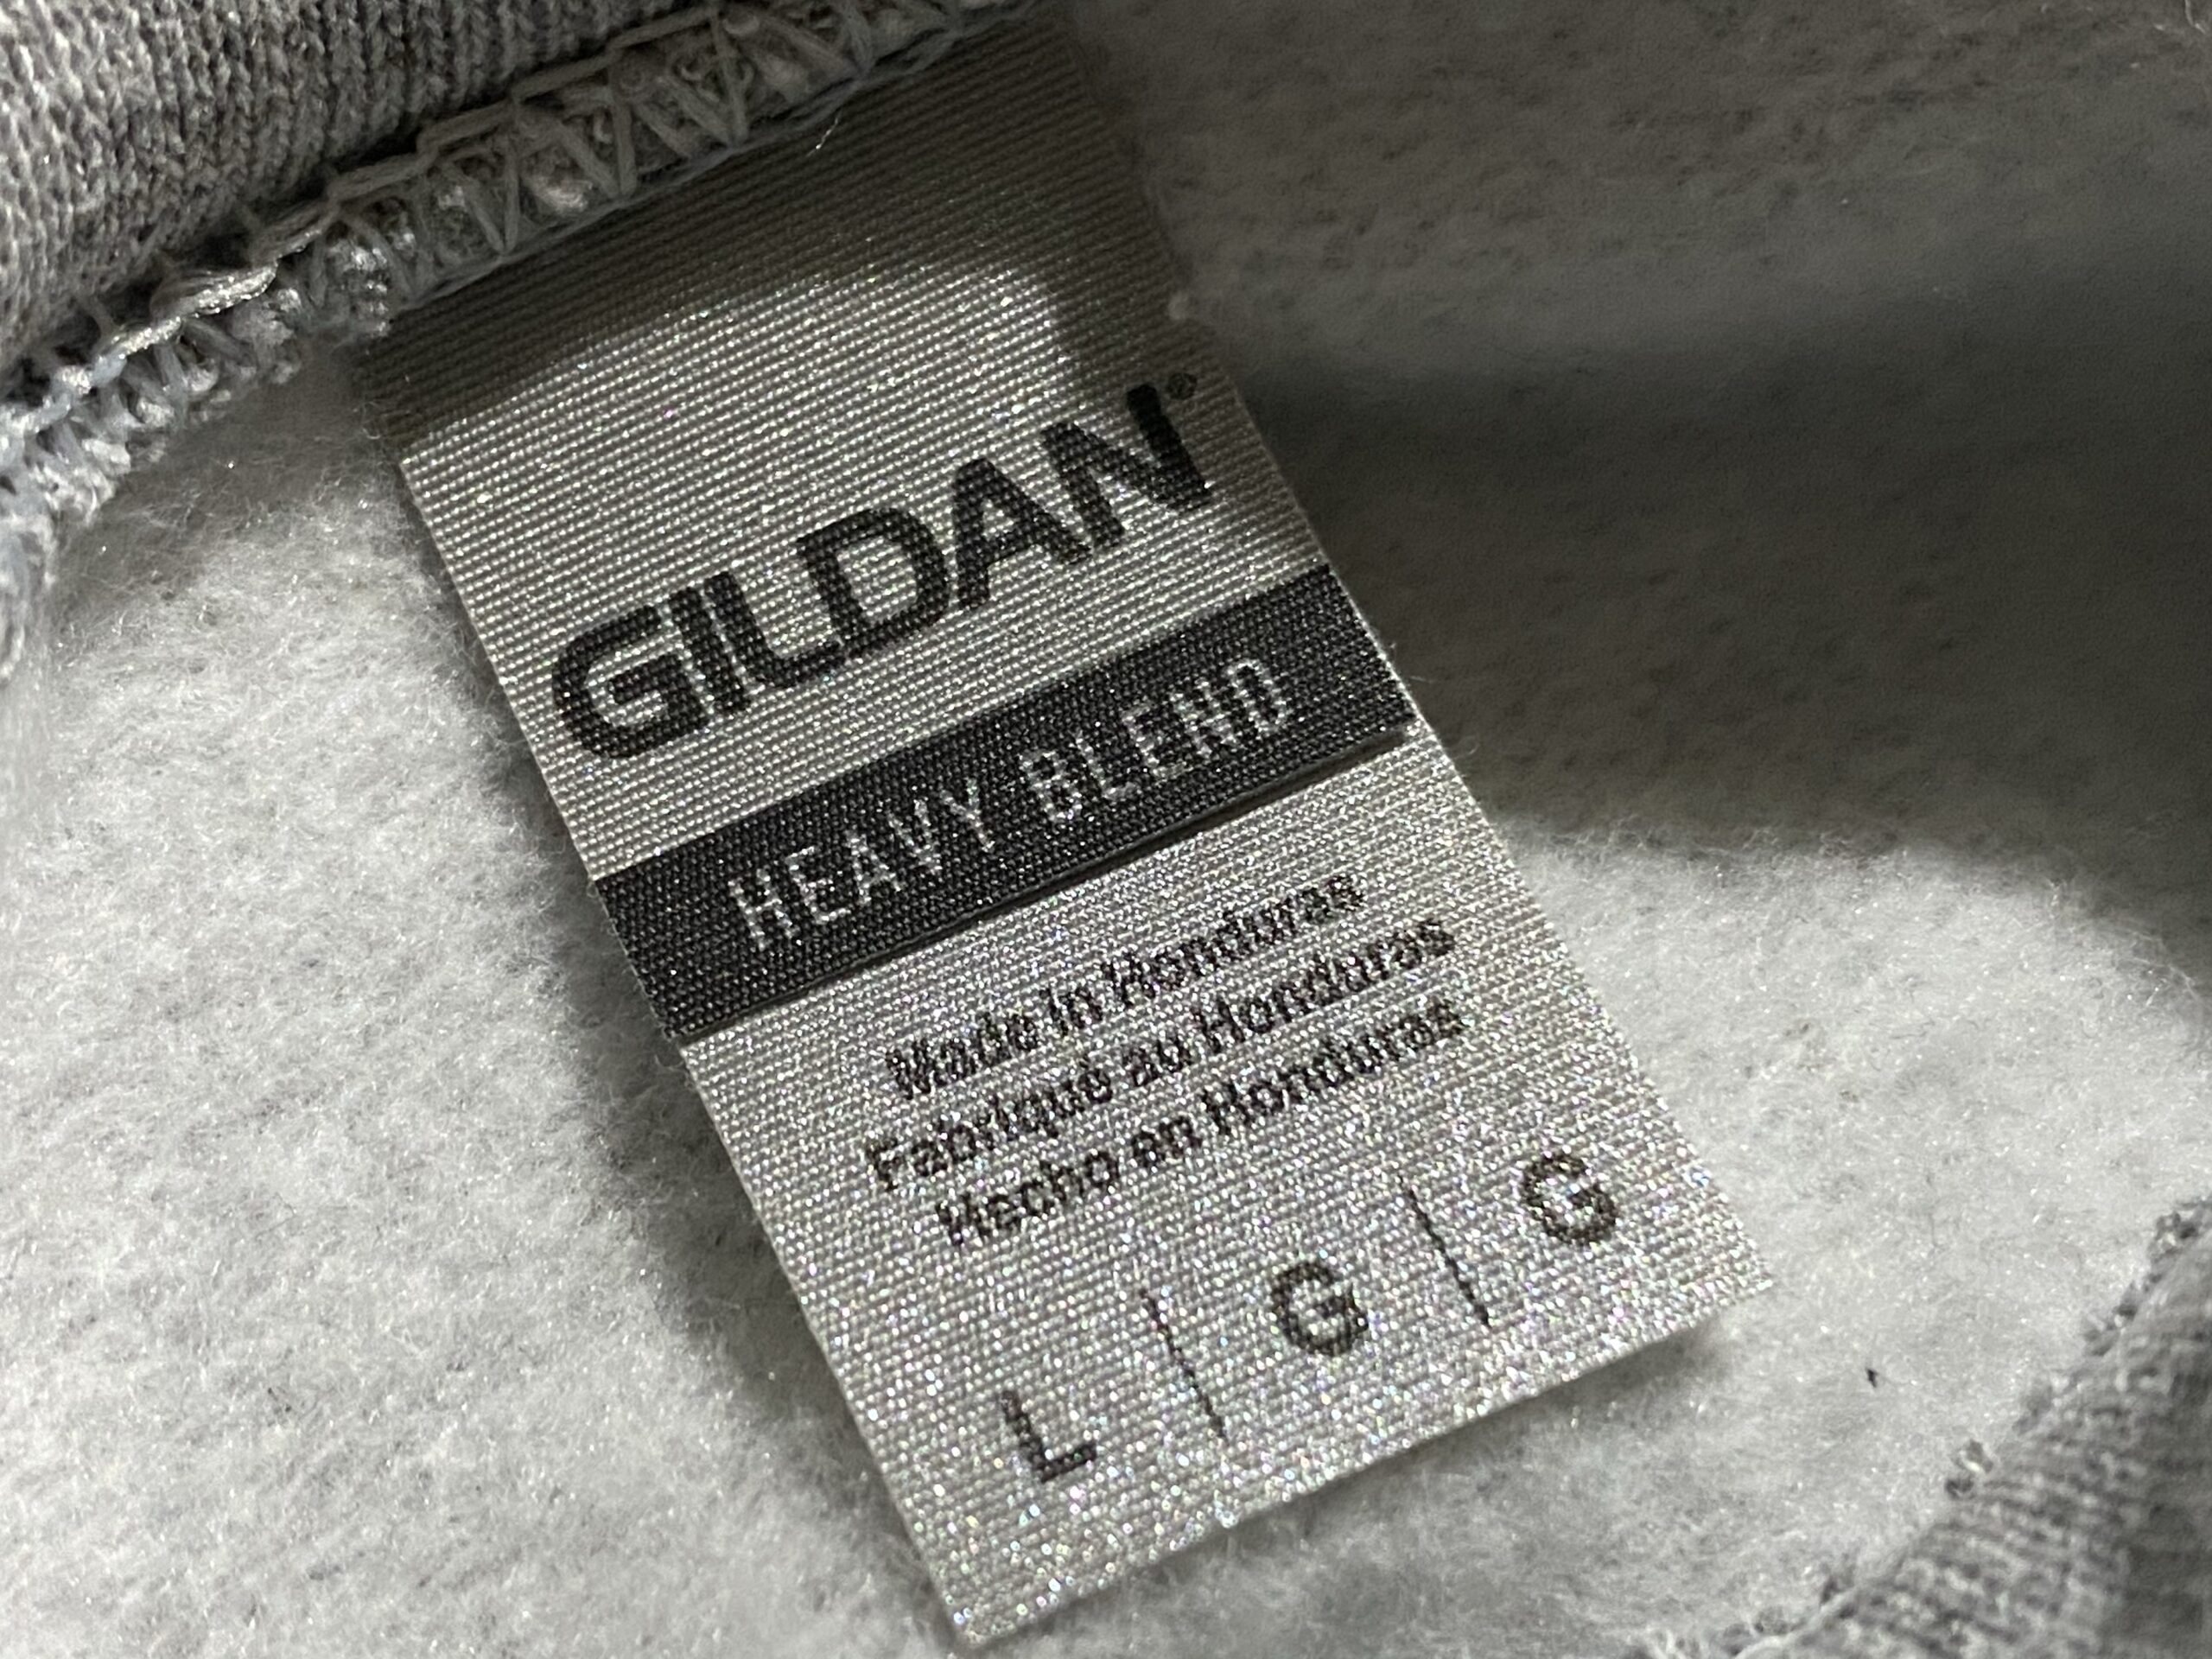 GILDAN®
HEAVY BLEND
Made in Honduras
Fabriqué au Honduras
Hecho en Honduras
L | G | G